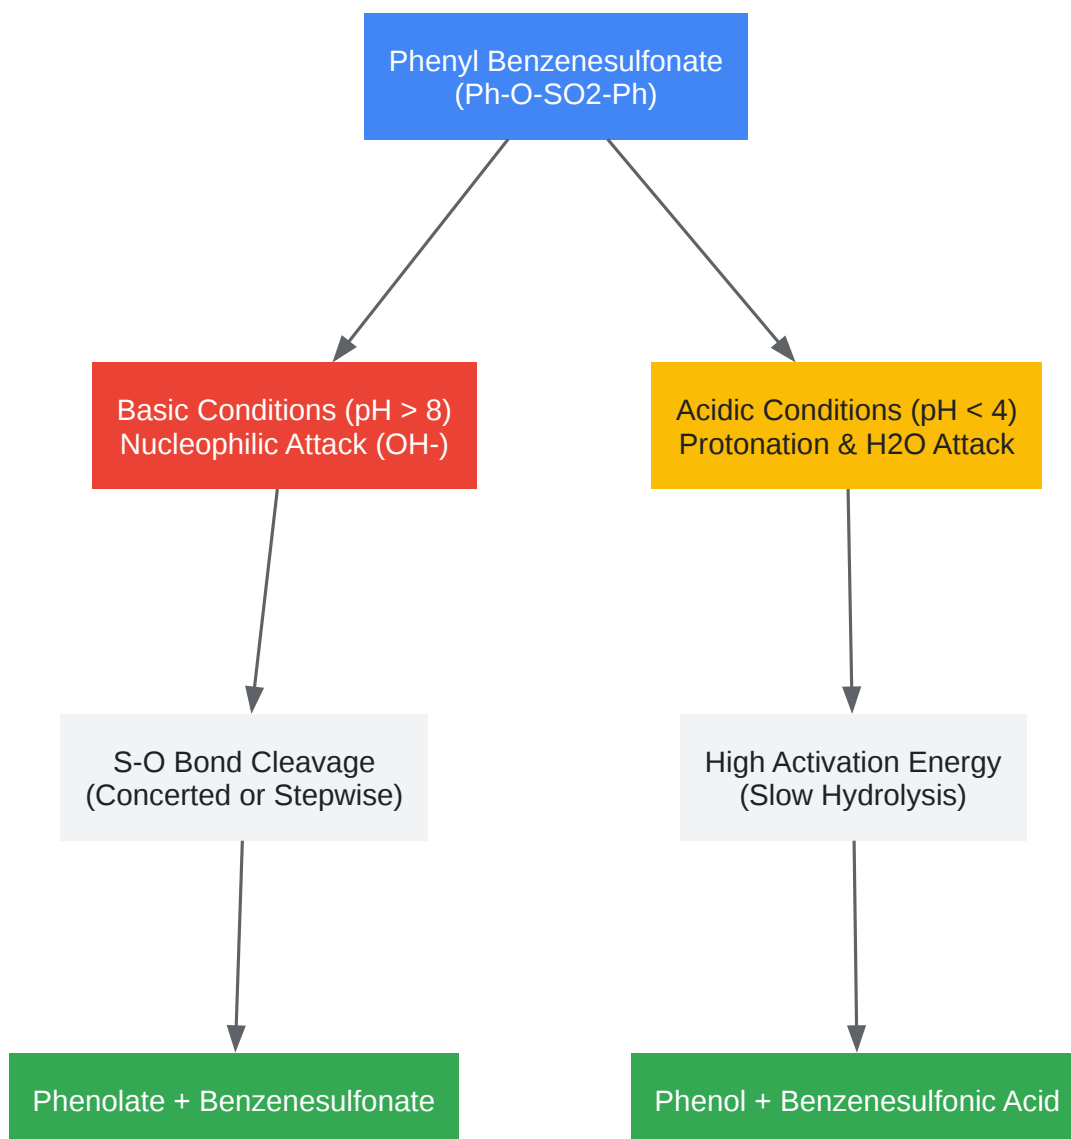 Phenyl Benzenesulfonate
(Ph-O-SO2-Ph)
Basic Conditions (pH > 8)
Nucleophilic Attack (OH-)
Acidic Conditions (pH < 4)
Protonation & H2O Attack
S-O Bond Cleavage
(Concerted or Stepwise)
High Activation Energy
(Slow Hydrolysis)
Phenolate + Benzenesulfonate
Phenol + Benzenesulfonic Acid